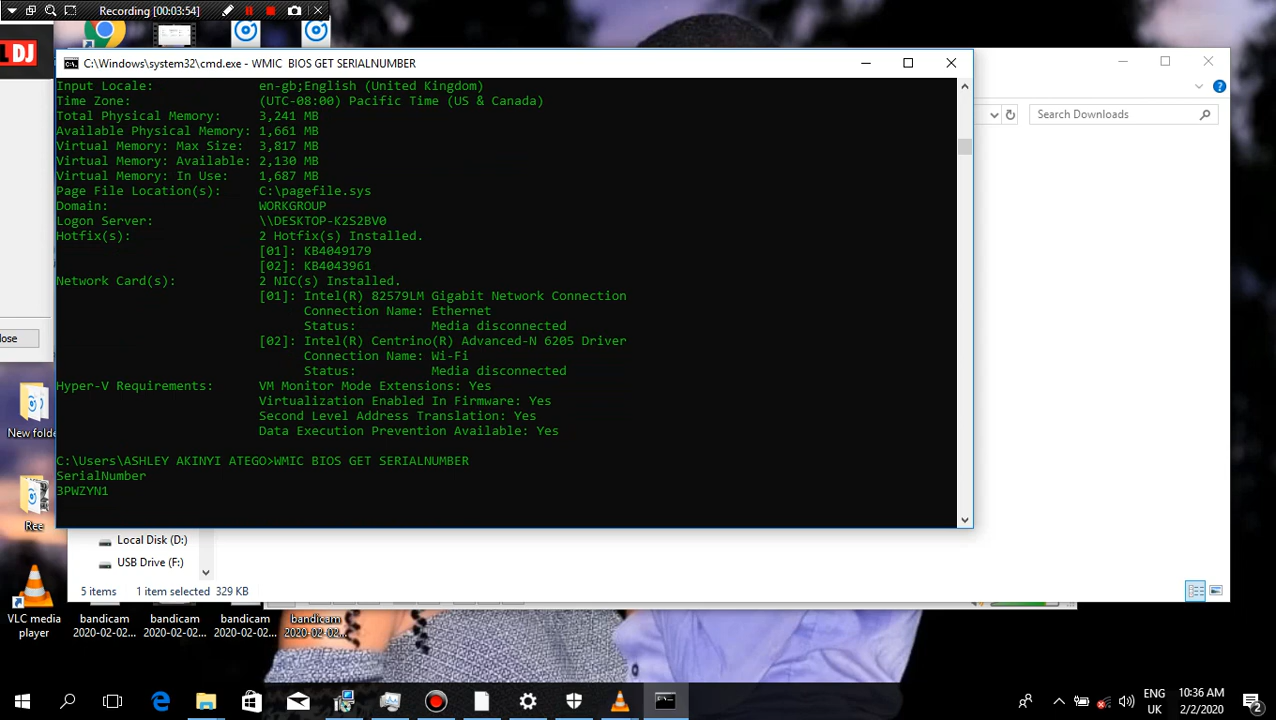 Recording [00:03:54]
LDJ
C:\Windows\system32\cmd.exe - WMIC  BIOS GET SERIALNUMBER
Input Locale:              en-gb;English (United Kingdom)
Time Zone:                 (UTC-08:00) Pacific Time (US & Canada)
Total Physical Memory:     3,241 MB
Available Physical Memory: 1,661 MB
Virtual Memory: Max Size:  3,817 MB
Virtual Memory: Available: 2,130 MB
Virtual Memory: In Use:    1,687 MB
Page File Location(s):     C:\pagefile.sys
Domain:                    WORKGROUP
Logon Server:              \\DESKTOP-K2S2BV0
Hotfix(s):                 2 Hotfix(s) Installed.
[01]: KB4049179
[02]: KB4043961
Network Card(s):           2 NIC(s) Installed.
[01]: Intel(R) 82579LM Gigabit Network Connection
Connection Name: Ethernet
Status:          Media disconnected
[02]: Intel(R) Centrino(R) Advanced-N 6205 Driver
Connection Name: Wi-Fi
Status:          Media disconnected
Hyper-V Requirements:      VM Monitor Mode Extensions: Yes
Virtualization Enabled In Firmware: Yes
Second Level Address Translation: Yes
Data Execution Prevention Available: Yes
C:\Users\ASHLEY AKINYI ATEGO>WMIC BIOS GET SERIALNUMBER
SerialNumber
3PWZYN1
Search Downloads
lose
New folde
Ree
Local Disk (D:)
USB Drive (F:)
5 items   1 item selected  329 KB
VLC media player
bandicam 2020-02-02...
bandicam 2020-02-02...
bandicam 2020-02-02...
bandicam 2020-02-02...
ENG
UK
10:36 AM
2/2/2020
2